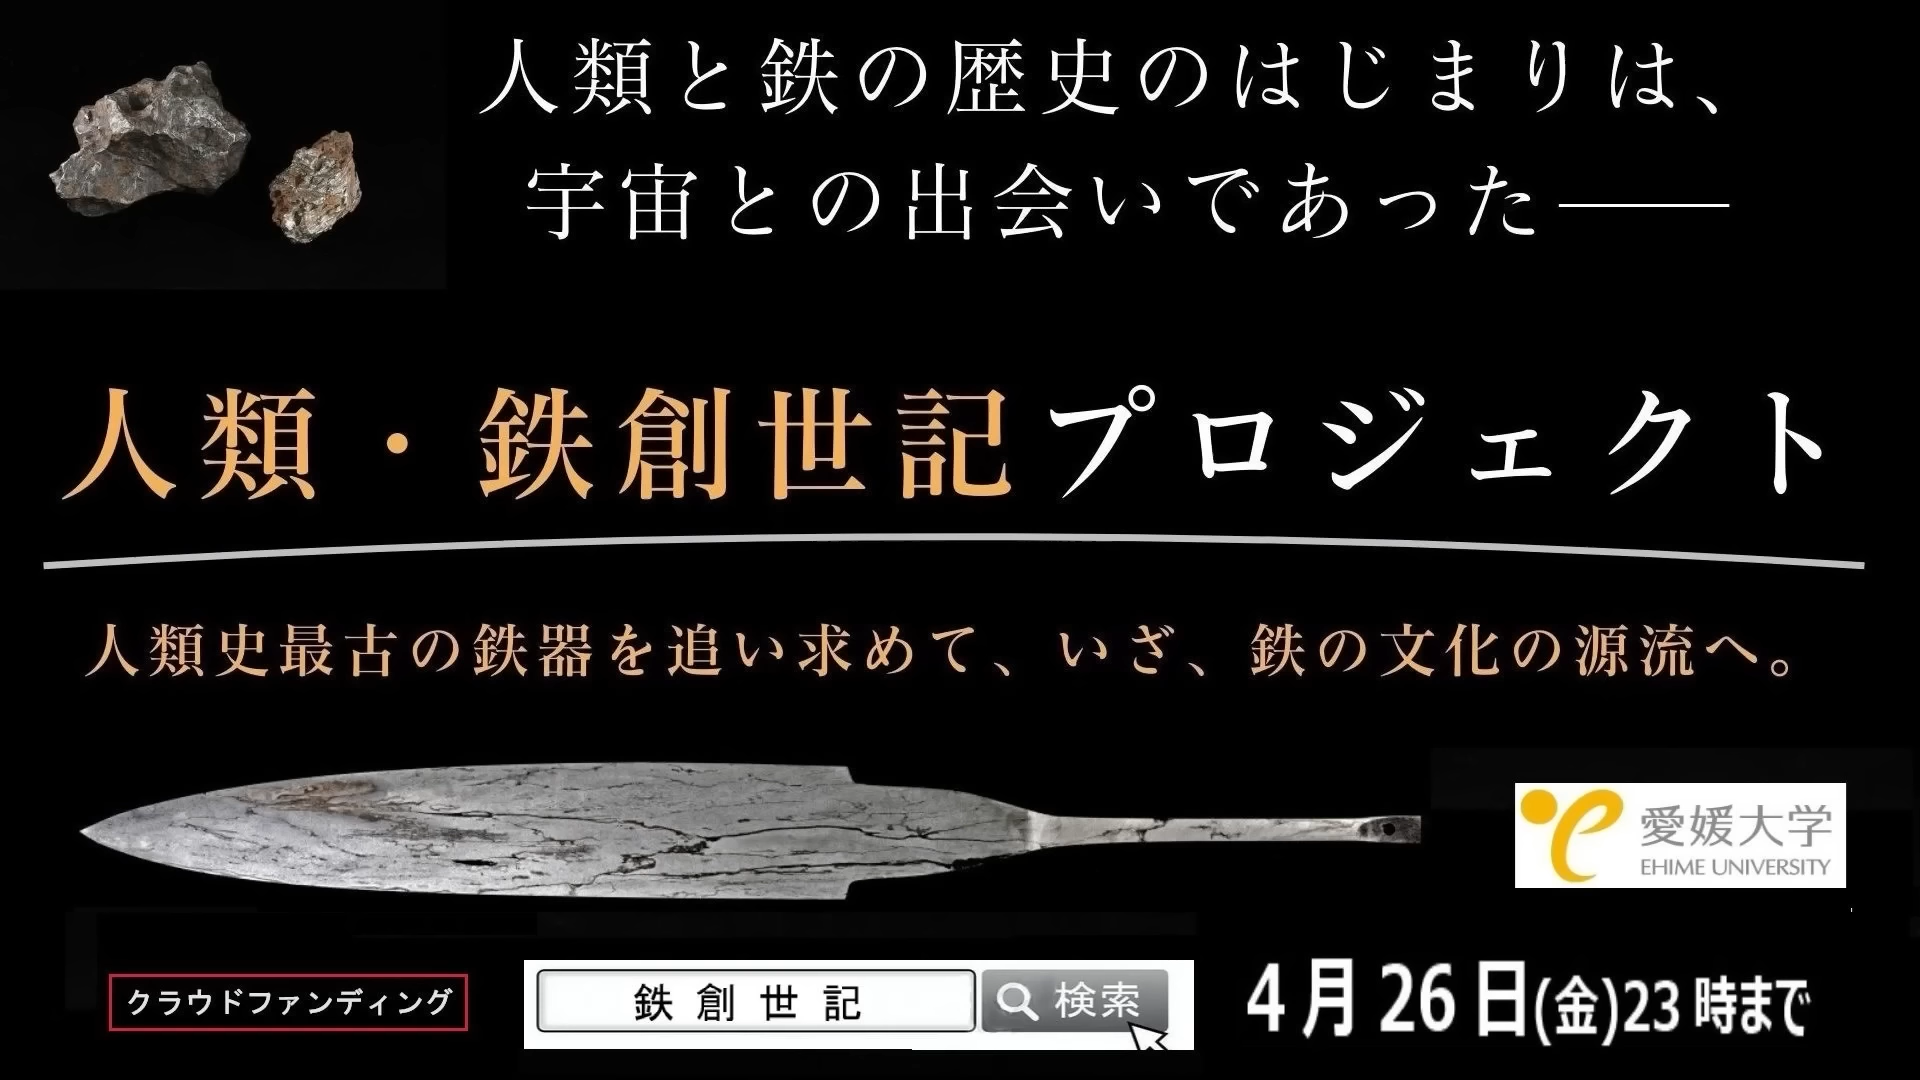 人類と鉄の歴史のはじまりは、
宇宙との出会いであった――
人類・鉄創世記プロジェクト
人類史最古の鉄器を追い求めて、いざ、鉄の文化の源流へ。
愛媛大学
EHIME UNIVERSITY
クラウドファンディング
鉄創世記 検索
4月26日(金)23時まで